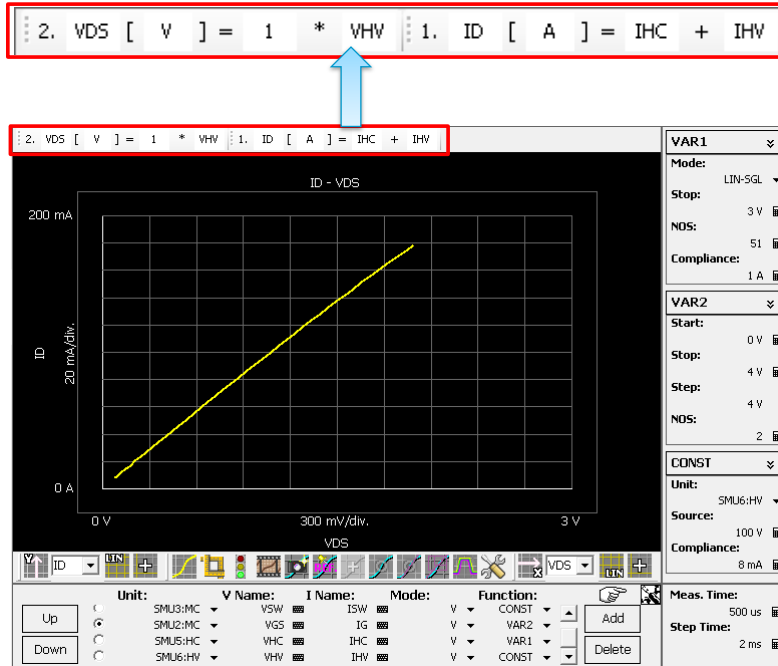 2. VDS [ V ] = 1 * VHV 1. ID [ A ] = IHC + IHV
2. VDS [ V ] = 1 * VHV 1. ID [ A ] = IHC + IHV
ID - VDS
200 mA
ID
20 mA/div.
0 A
0 V 300 mV/div. 3 V
VDS
Y ID LIN X VDS LIN
Unit: V Name: I Name: Mode: Function:
SMU3:MC VSW ISW V CONST
SMU2:MC VGS IG V VAR2
SMU5:HC VHC IHC V VAR1
SMU6:HV VHV IHV V CONST
Up
Down
Add
Delete
VAR1
Mode:
LIN-SGL
Stop:
3 V
NOS:
51
Compliance:
1 A
VAR2
Start:
0 V
Stop:
4 V
Step:
4 V
NOS:
2
CONST
Unit:
SMU6:HV
Source:
100 V
Compliance:
8 mA
Meas. Time:
500 us
Step Time:
2 ms